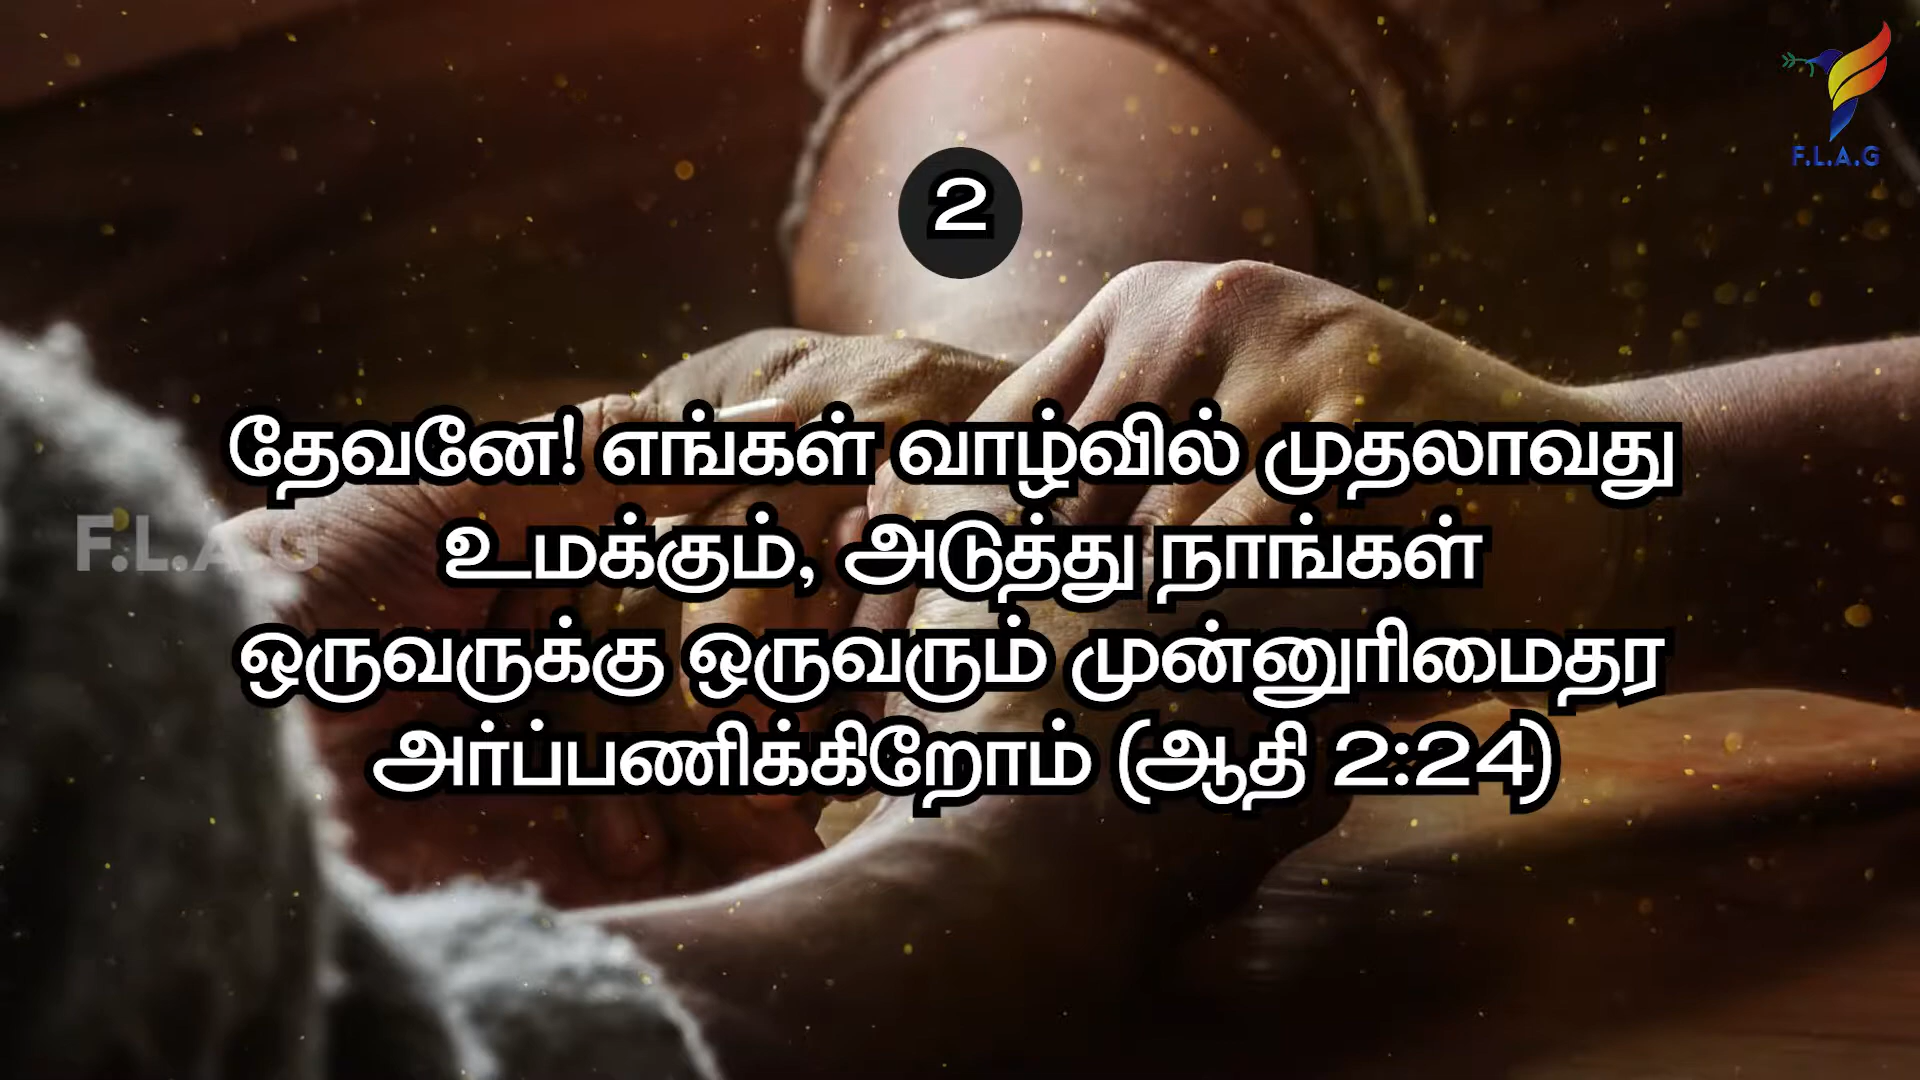 F.L.A.G
2
தேவனே! எங்கள் வாழ்வில் முதலாவது
உமக்கும், அடுத்து நாங்கள்
F.L.A.G
ஒருவருக்கு ஒருவரும் முன்னுரிமைதர
அர்ப்பணிக்கிறோம் (ஆதி 2:24)